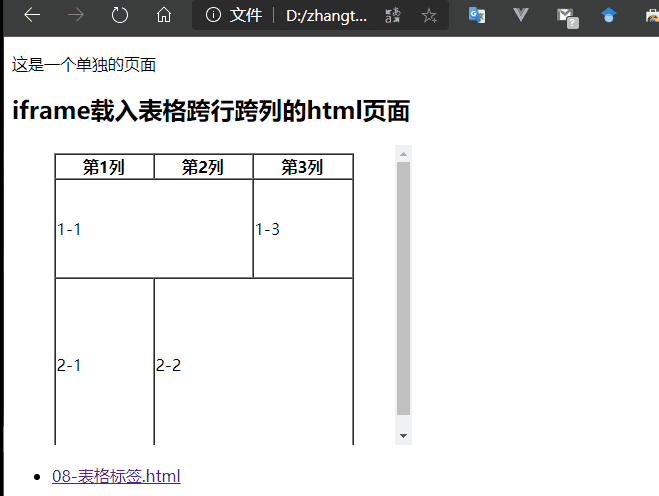 文件 D:/zhangt...
这是一个单独的页面
iframe载入表格跨行跨列的html页面
第1列 第2列 第3列
1-1 1-3
2-1 2-2
08-表格标签.html